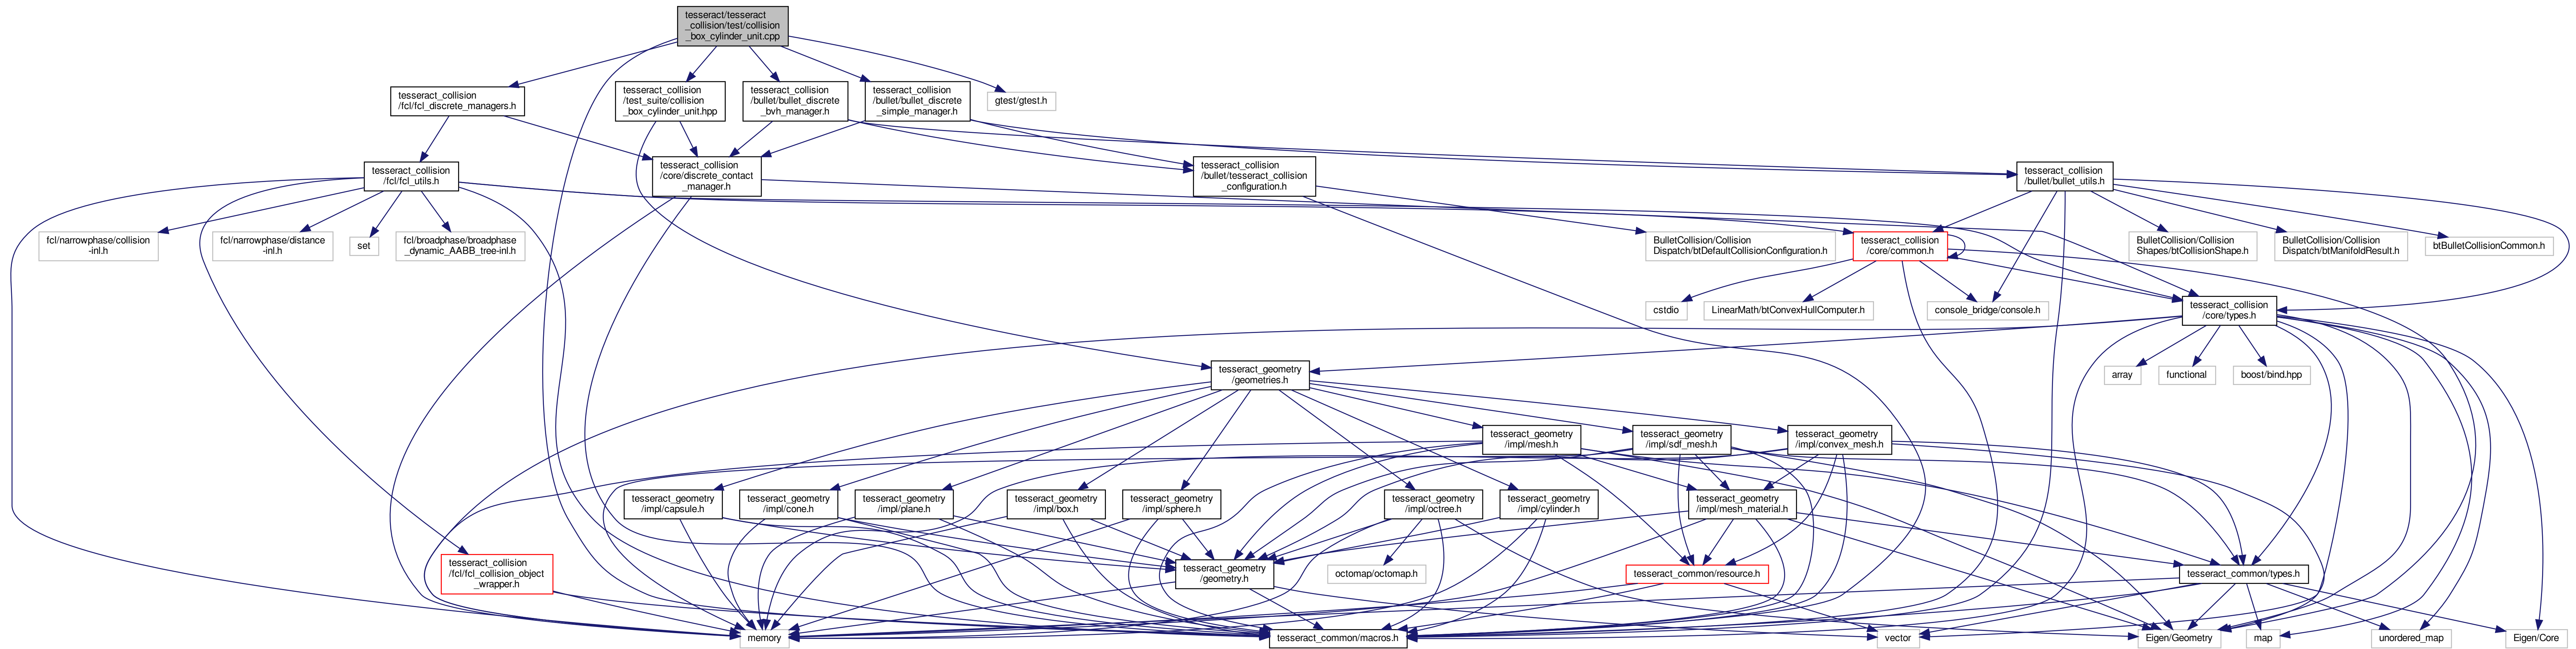 tesseract/tesseract
_collision/test/collision
_box_cylinder_unit.cpp
tesseract_collision
/fcl/fcl_discrete_managers.h
tesseract_collision
/test_suite/collision
_box_cylinder_unit.hpp
tesseract_collision
/bullet/bullet_discrete
_bvh_manager.h
tesseract_collision
/bullet/bullet_discrete
_simple_manager.h
gtest/gtest.h
tesseract_collision
/fcl/fcl_utils.h
tesseract_collision
/core/discrete_contact
_manager.h
tesseract_collision
/bullet/tesseract_collision
_configuration.h
tesseract_collision
/bullet/bullet_utils.h
fcl/narrowphase/collision
-inl.h
fcl/narrowphase/distance
-inl.h
set
fcl/broadphase/broadphase
_dynamic_AABB_tree-inl.h
BulletCollision/Collision
Dispatch/btDefaultCollisionConfiguration.h
tesseract_collision
/core/common.h
BulletCollision/Collision
Shapes/btCollisionShape.h
BulletCollision/Collision
Dispatch/btManifoldResult.h
btBulletCollisionCommon.h
cstdio
LinearMath/btConvexHullComputer.h
console_bridge/console.h
tesseract_collision
/core/types.h
tesseract_geometry
/geometries.h
array
functional
boost/bind.hpp
tesseract_geometry
/impl/mesh.h
tesseract_geometry
/impl/sdf_mesh.h
tesseract_geometry
/impl/convex_mesh.h
tesseract_geometry
/impl/capsule.h
tesseract_geometry
/impl/cone.h
tesseract_geometry
/impl/plane.h
tesseract_geometry
/impl/box.h
tesseract_geometry
/impl/sphere.h
tesseract_geometry
/impl/octree.h
tesseract_geometry
/impl/cylinder.h
tesseract_geometry
/impl/mesh_material.h
tesseract_collision
/fcl/fcl_collision_object
_wrapper.h
tesseract_geometry
/geometry.h
octomap/octomap.h
tesseract_common/resource.h
tesseract_common/types.h
memory
tesseract_common/macros.h
vector
Eigen/Geometry
map
unordered_map
Eigen/Core